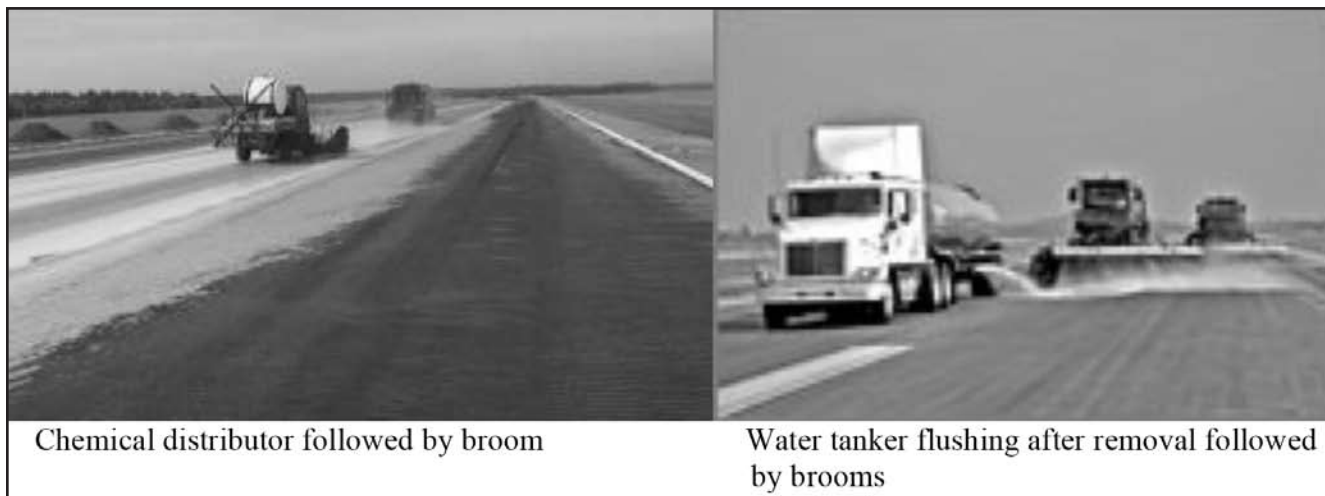 Chemical distributor followed by broom
Water tanker flushing after removal followed
by brooms